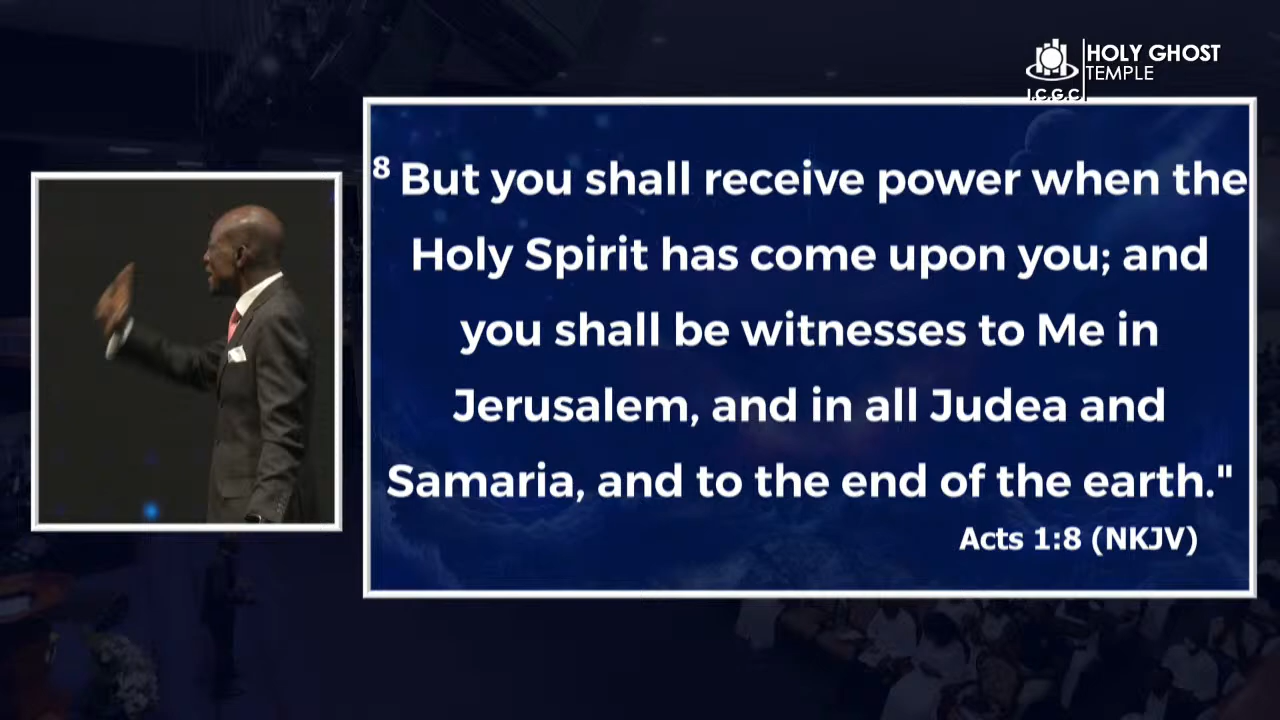 HOLY GHOST
TEMPLE
I.C.G.C
8 But you shall receive power when the
Holy Spirit has come upon you; and
you shall be witnesses to Me in
Jerusalem, and in all Judea and
Samaria, and to the end of the earth."
Acts 1:8 (NKJV)